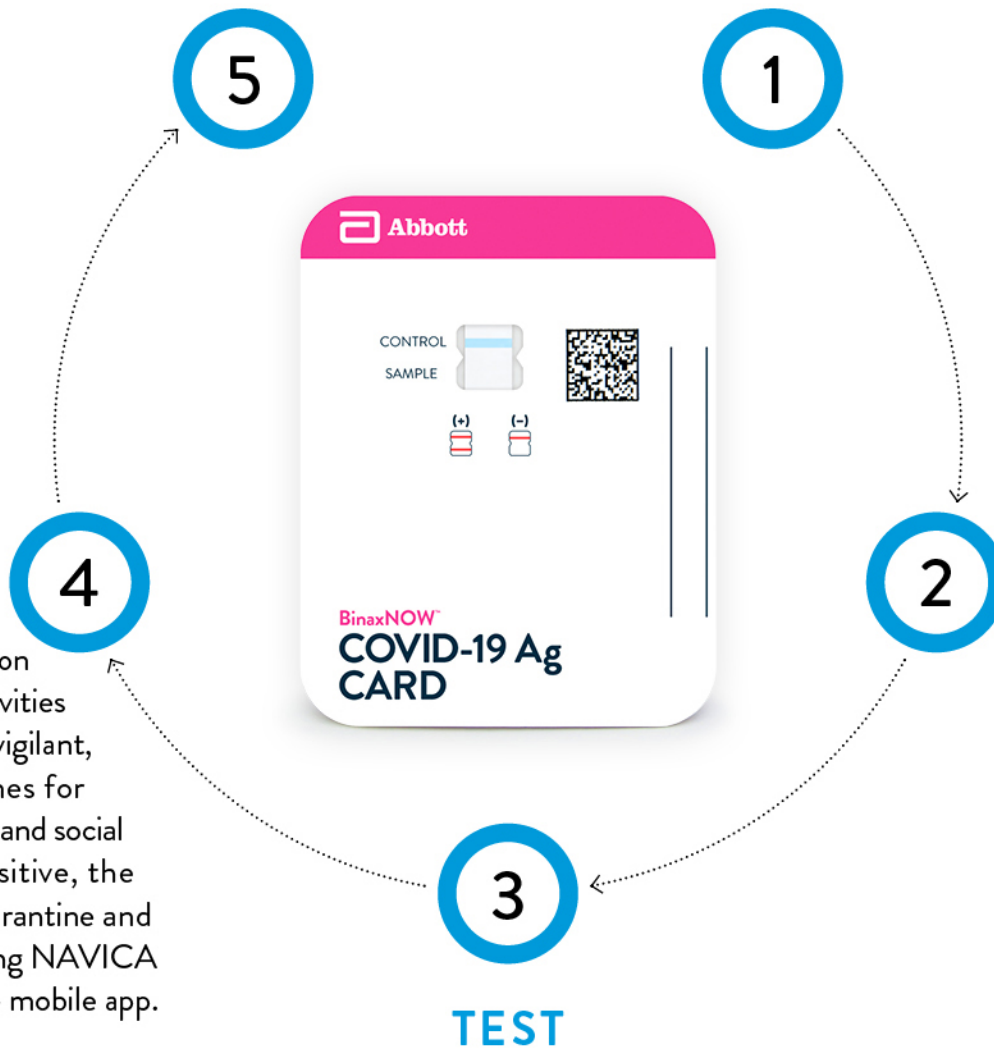 5
1
Abbott
CONTROL
SAMPLE
(+) (-)
BinaxNOW™
COVID-19 Ag
CARD
2
4
on
vities
vigilant,
nes for
and social
sitive, the
rantine and
ng NAVICA
mobile app.
3
TEST